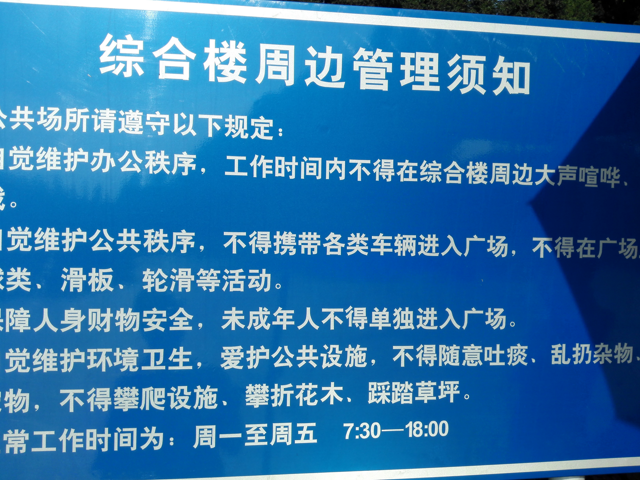 综合楼周边管理须知
公共场所请遵守以下规定：
自觉维护办公秩序，工作时间内不得在综合楼周边大声喧哗、
。
自觉维护公共秩序，不得携带各类车辆进入广场，不得在广场
球类、滑板、轮滑等活动。
保障人身财物安全，未成年人不得单独进入广场。
自觉维护环境卫生，爱护公共设施，不得随意吐痰、乱扔杂物、
物，不得攀爬设施、攀折花木、踩踏草坪。
常工作时间为：周一至周五 7:30—18:00